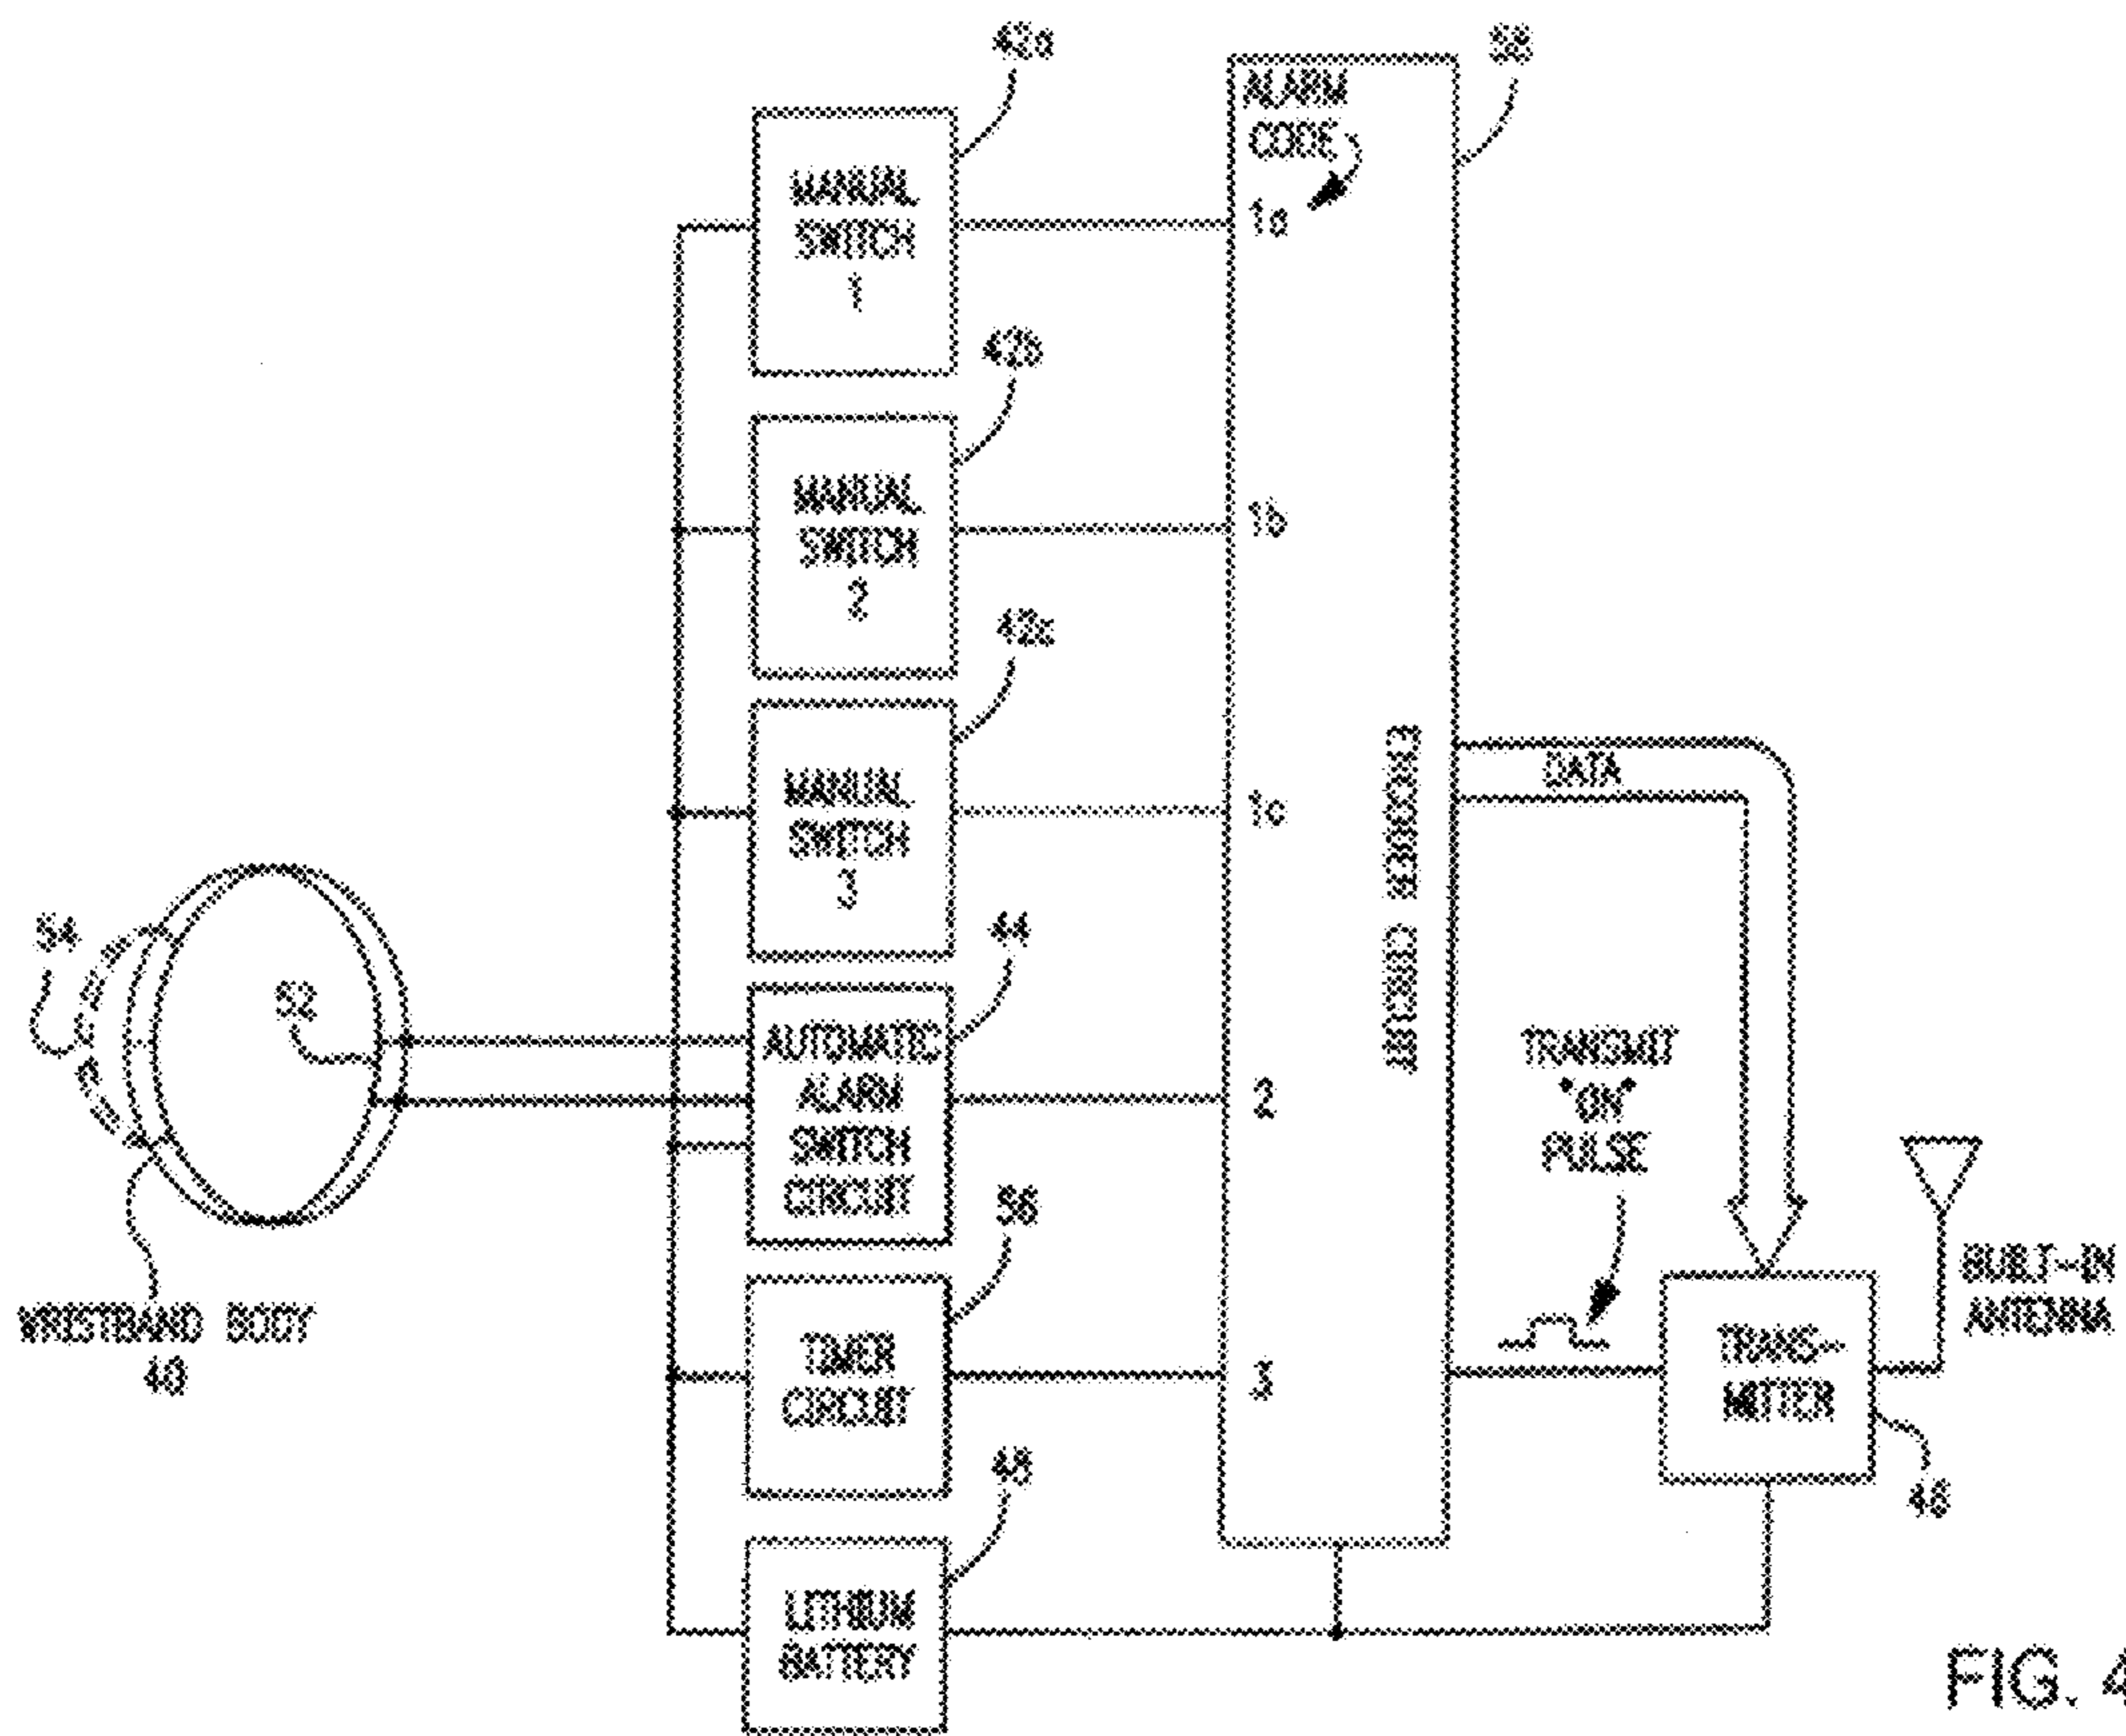 42a
58
ALARM
CODE
MANUAL
SWITCH
1
1a
42b
MANUAL
SWITCH
2
1b
42c
MANUAL
SWITCH
3
1c
ENCODER CIRCUIT
DATA
54
52
44
AUTOMATIC
ALARM
SWITCH
CIRCUIT
2
TRANSMIT
"ON"
PULSE
56
WRISTBAND BODY
40
TIMER
CIRCUIT
3
BUILT-IN
ANTENNA
TRANS-
MITTER
46
LITHIUM
BATTERY
FIG. 4